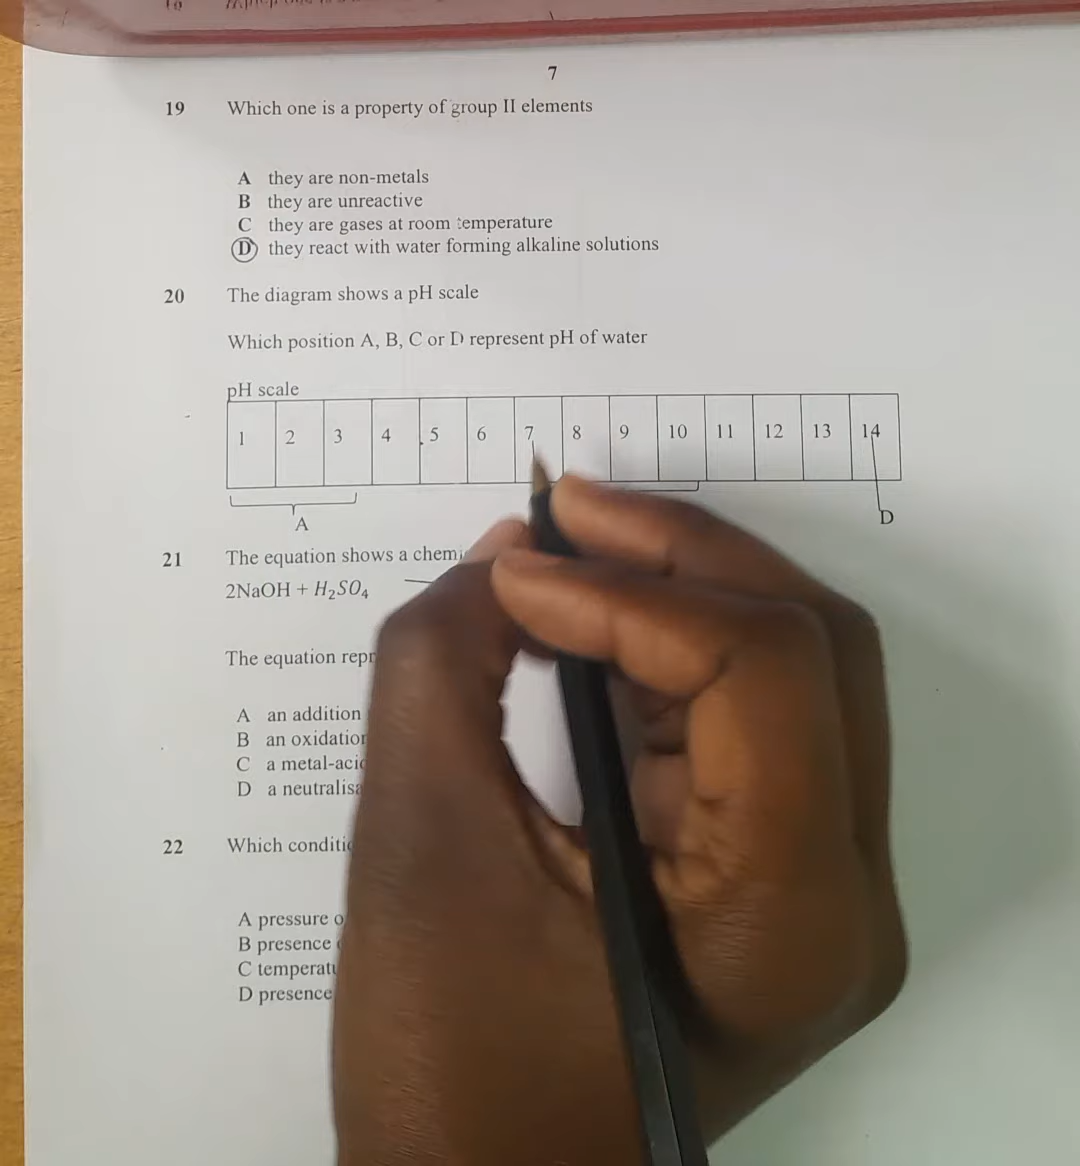 7
19 Which one is a property of group II elements
A they are non-metals
B they are unreactive
C they are gases at room temperature
D they react with water forming alkaline solutions
20 The diagram shows a pH scale
Which position A, B, C or D represent pH of water
pH scale
1 2 3 4 5 6 7 8 9 10 11 12 13 14
A D
21 The equation shows a chem
2NaOH + H₂SO₄
The equation repr
A an addition
B an oxidation
C a metal-acid
D a neutralisa
22 Which conditi
A pressure o
B presence
C temperat
D presence